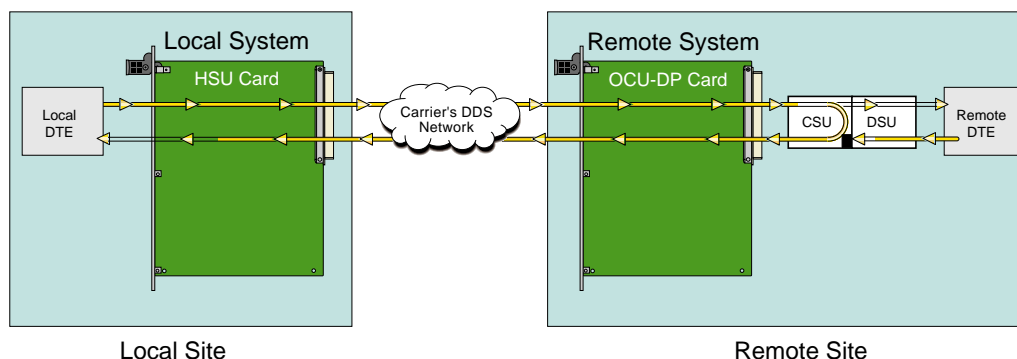 Local System
Remote System
HSU Card
OCU-DP Card
Local
DTE
Carrier's DDS
Network
CSU
DSU
Remote
DTE
Local Site
Remote Site